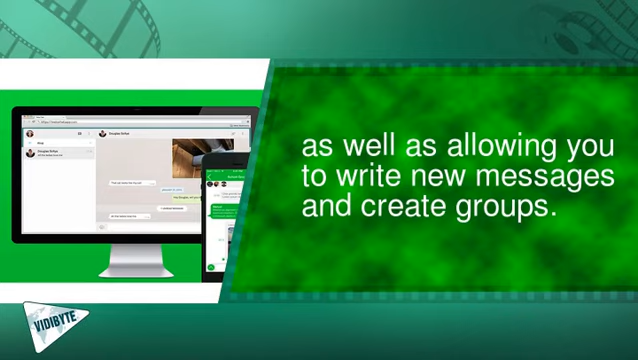 as well as allowing you
to write new messages
and create groups.
VIDIBYTE